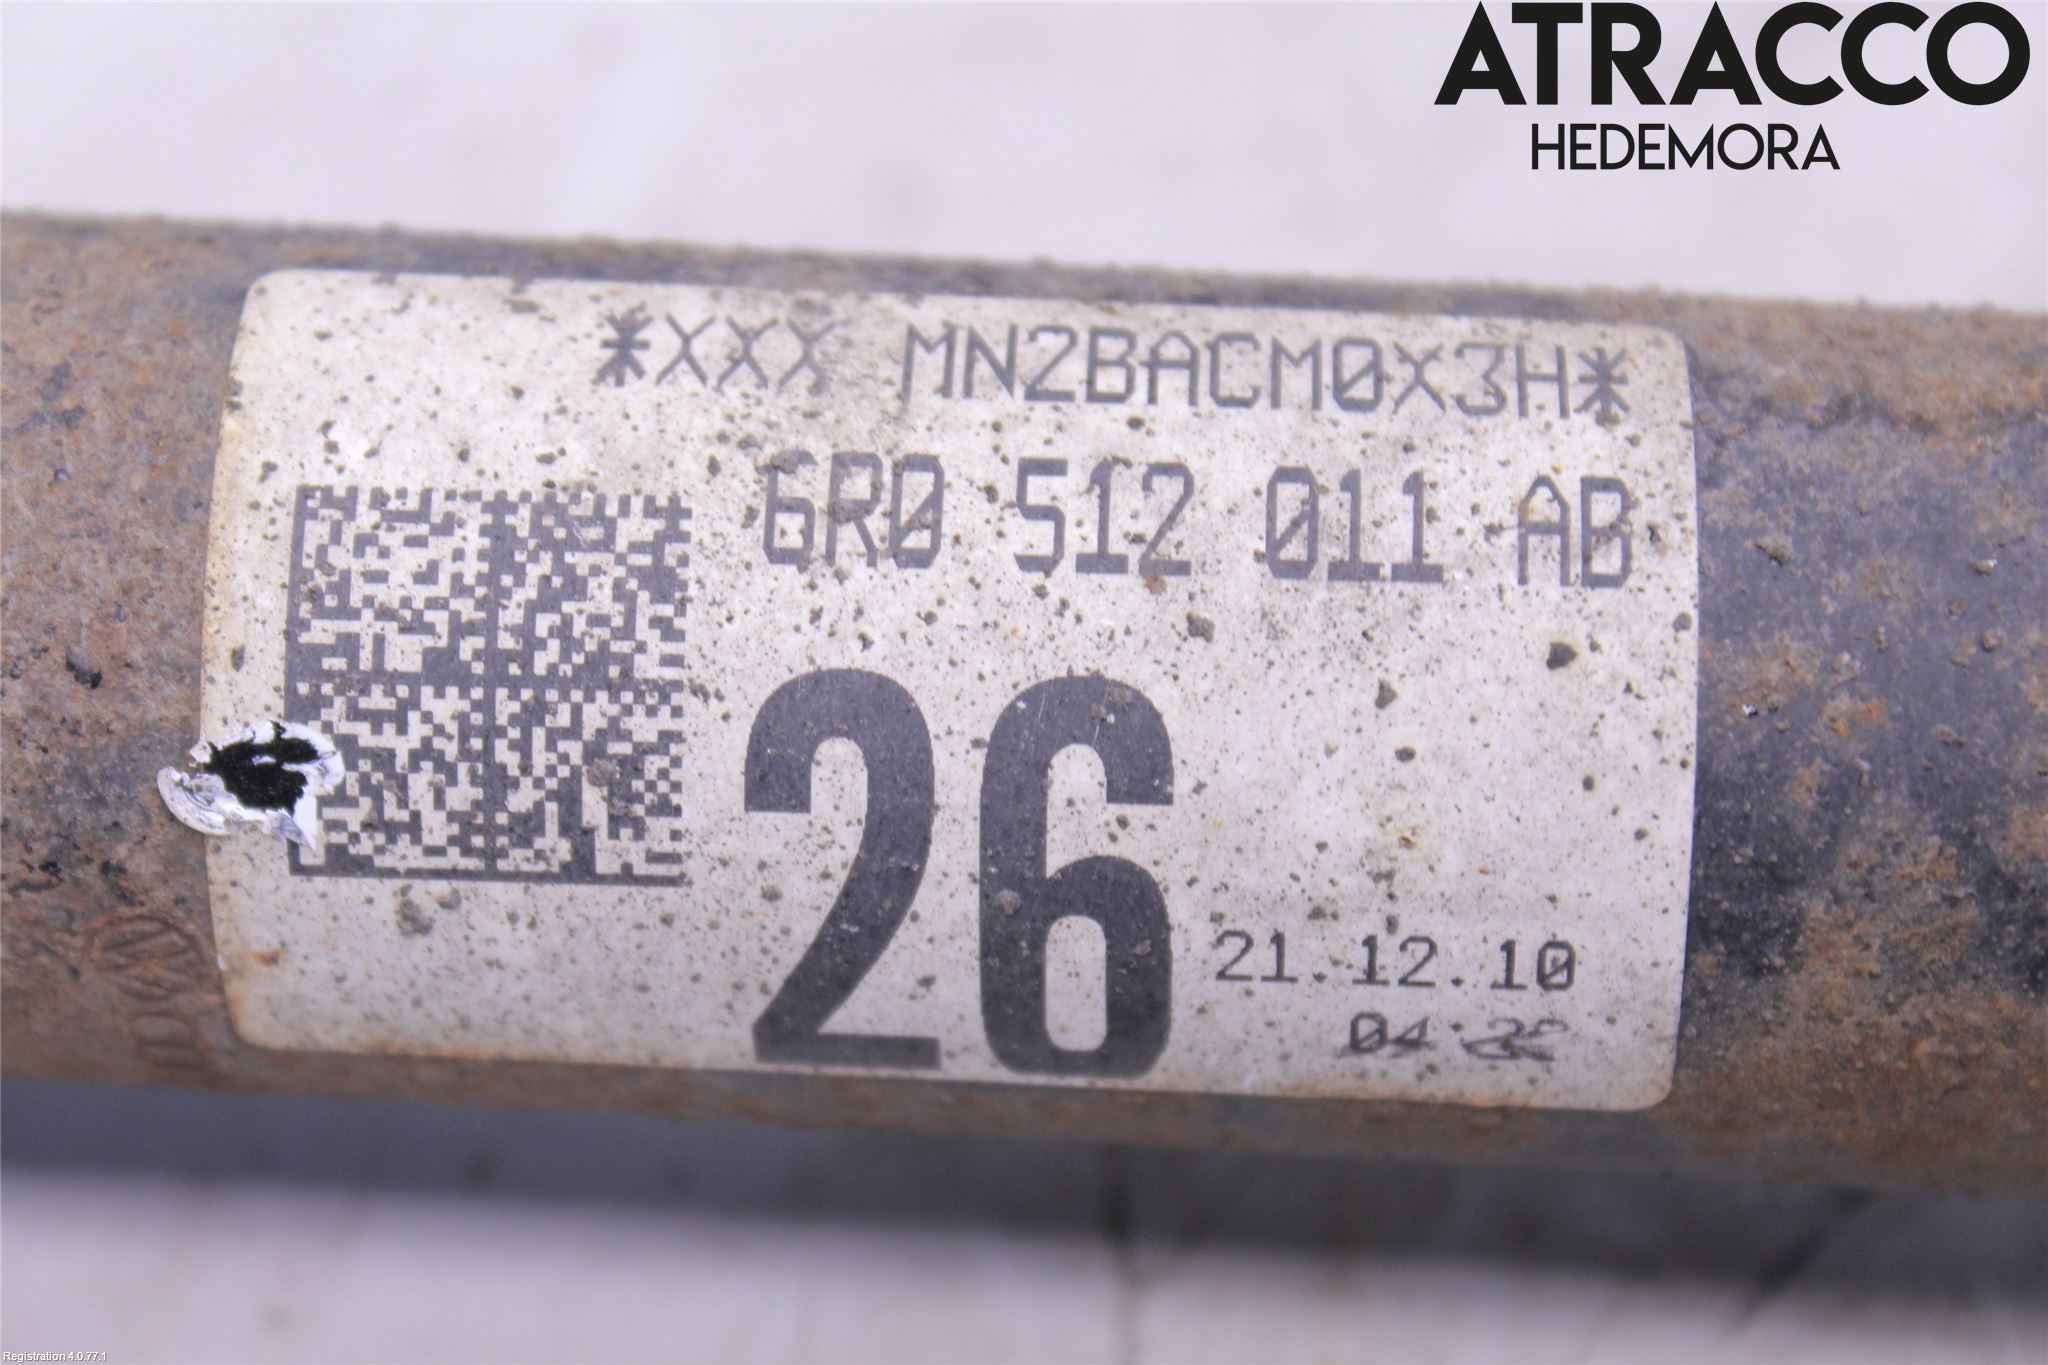 ATRACCO
HEDEMORA
*XXX MN2BACM0X3H*
6R0 512 011 AB
26
21.12.10
Registration 4.0.77.1